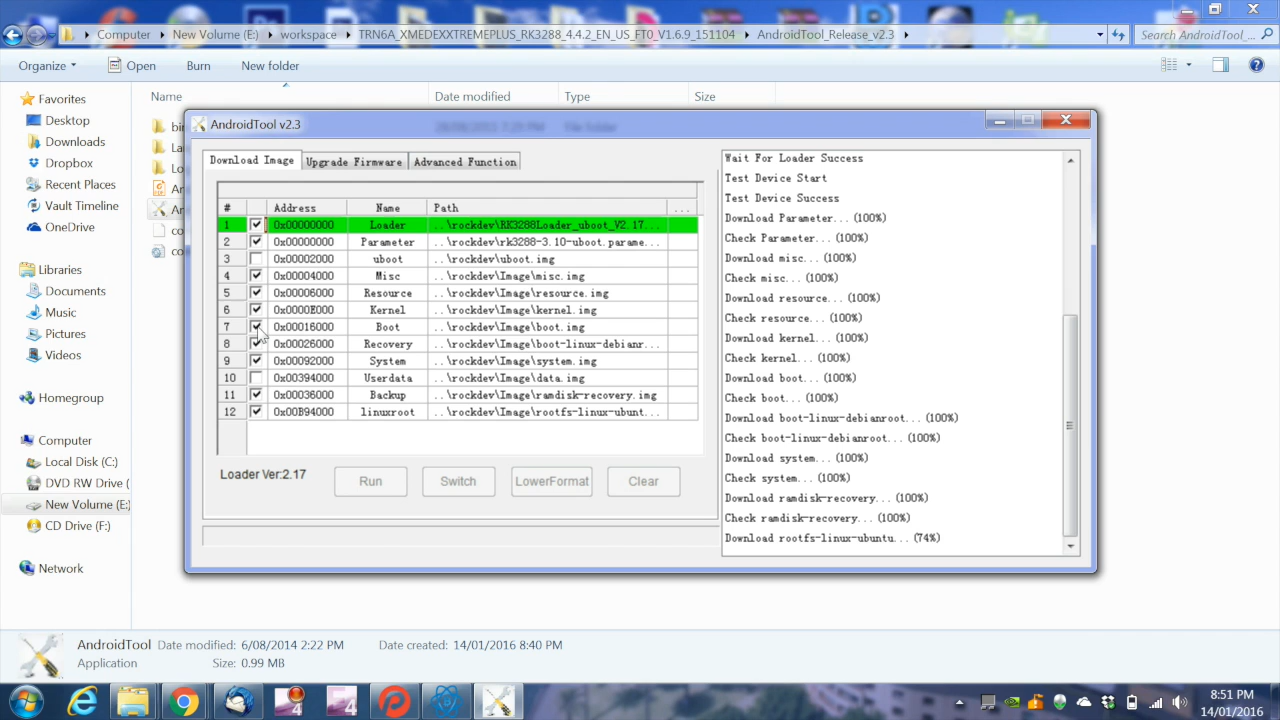 Computer New Volume (E:) workspace TRN6A_XMEDEXXTREMEPLUS_RK3288_4.4.2_EN_US_FT0_V1.6.9_151104 AndroidTool_Release_v2.3 Search AndroidTool_...
Organize Open Burn New folder
Name Date modified Type Size
Favorites
Desktop
Downloads
Dropbox
Recent Places
Vault Timeline
OneDrive
Libraries
Documents
Music
Pictures
Videos
Homegroup
Computer
Local Disk (C:)
DVD RW Drive (
New Volume (E:)
CD Drive (F:)
Network
AndroidTool v2.3
Download Image Upgrade Firmware Advanced Function
# Address Name Path ...
1 0x00000000 Loader ..\rockdev\RK3288Loader_uboot_V2 17...
2 0x00000000 Parameter ..\rockdev\rk3288-3.10-uboot.parame...
3 0x00002000 uboot ..\rockdev\uboot.img
4 0x00004000 Misc ..\rockdev\Image\misc.img
5 0x00006000 Resource ..\rockdev\Image\resource.img
6 0x0000E000 Kernel ..\rockdev\Image\kernel.img
7 0x00016000 Boot ..\rockdev\Image\boot.img
8 0x00026000 Recovery ..\rockdev\Image\boot-linux-debianr...
9 0x00092000 System ..\rockdev\Image\system.img
10 0x00394000 Userdata ..\rockdev\Image\data.img
11 0x00036000 Backup ..\rockdev\Image\ramdisk-recovery.img
12 0x00B94000 linuxroot ..\rockdev\Image\rootfs-linux-ubunt...
Loader Ver:2.17 Run Switch LowerFormat Clear
Wait For Loader Success
Test Device Start
Test Device Success
Download Parameter... (100%)
Check Parameter... (100%)
Download misc... (100%)
Check misc... (100%)
Download resource... (100%)
Check resource... (100%)
Download kernel... (100%)
Check kernel... (100%)
Download boot... (100%)
Check boot... (100%)
Download boot-linux-debianroot... (100%)
Check boot-linux-debianroot... (100%)
Download system... (100%)
Check system... (100%)
Download ramdisk-recovery... (100%)
Check ramdisk-recovery... (100%)
Download rootfs-linux-ubuntu... (74%)
AndroidTool Date modified: 6/08/2014 2:22 PM Date created: 14/01/2016 8:40 PM
Application Size: 0.99 MB
8:51 PM
14/01/2016